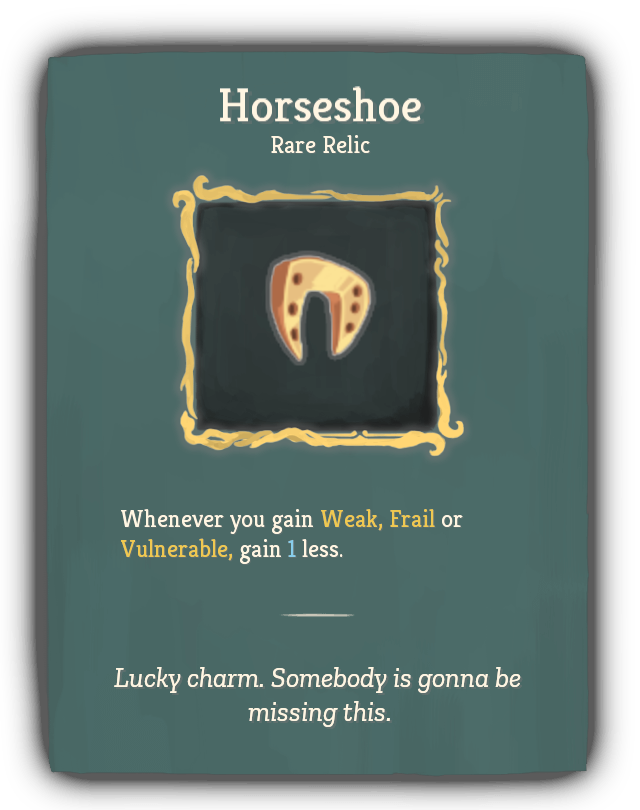 Horseshoe
Rare Relic
Whenever you gain Weak, Frail or
Vulnerable, gain 1 less.
Lucky charm. Somebody is gonna be
missing this.